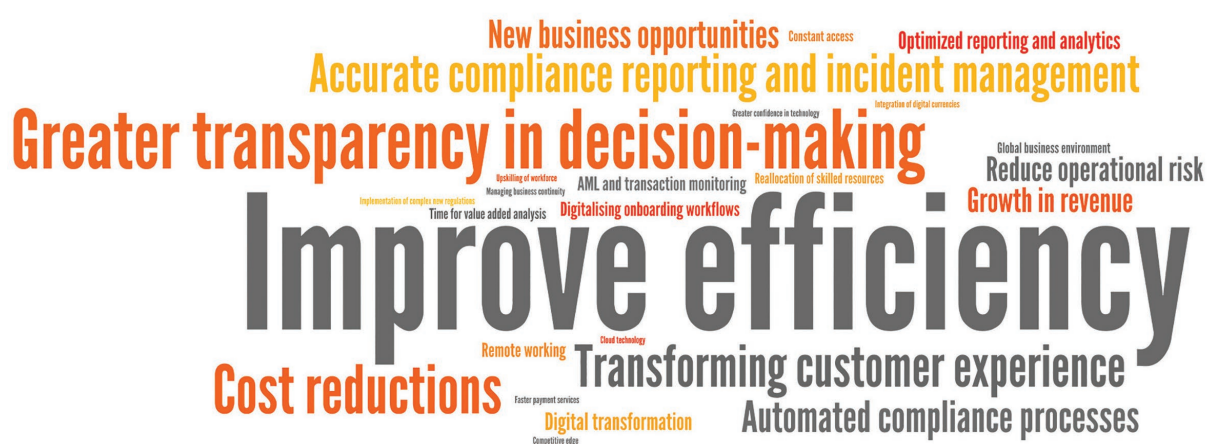 New business opportunities
Constant access
Optimized reporting and analytics
Accurate compliance reporting and incident management
Integration of digital currencies
Greater confidence in technology
Greater transparency in decision-making
Global business environment
Reduce operational risk
Upskilling of workforce
AML and transaction monitoring
Reallocation of skilled resources
Managing business continuity
Growth in revenue
Implementation of complex new regulations
Time for value added analysis
Digitalising onboarding workflows
Improve efficiency
Cloud technology
Remote working
Transforming customer experience
Cost reductions
Faster payment services
Digital transformation
Automated compliance processes
Competitive edge